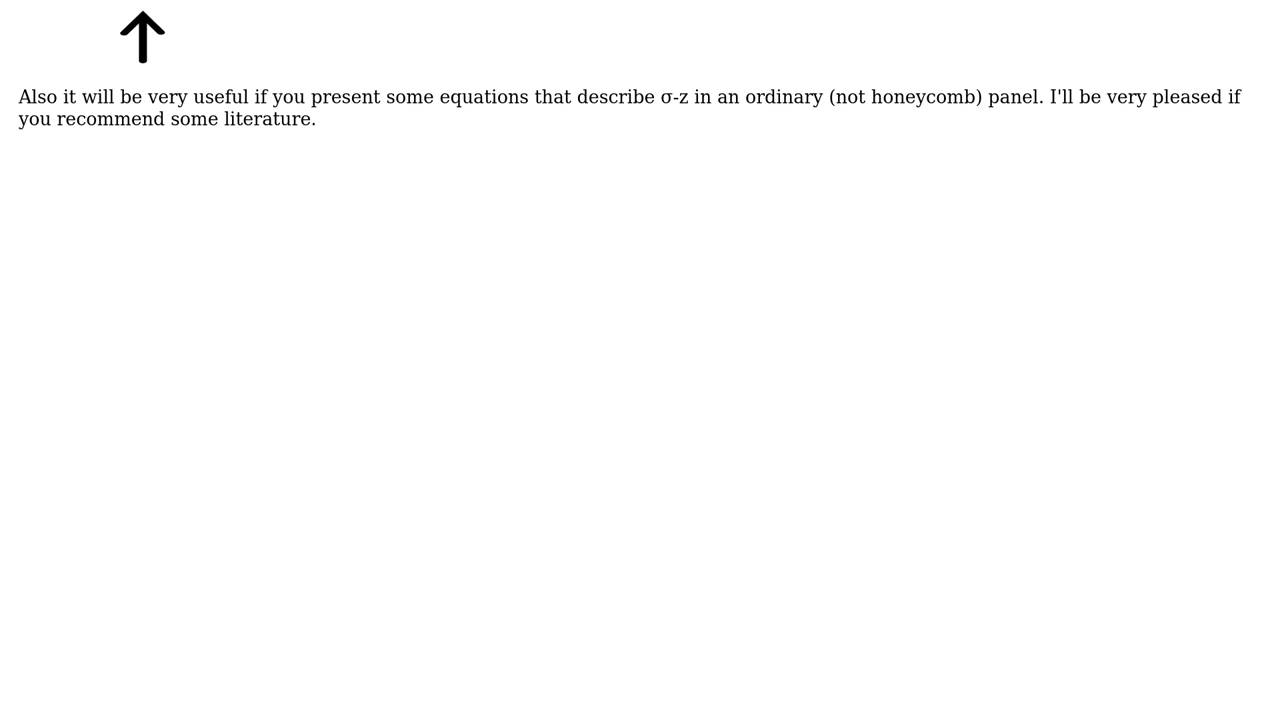 Also it will be very useful if you present some equations that describe σ-z in an ordinary (not honeycomb) panel. I'll be very pleased if
you recommend some literature.